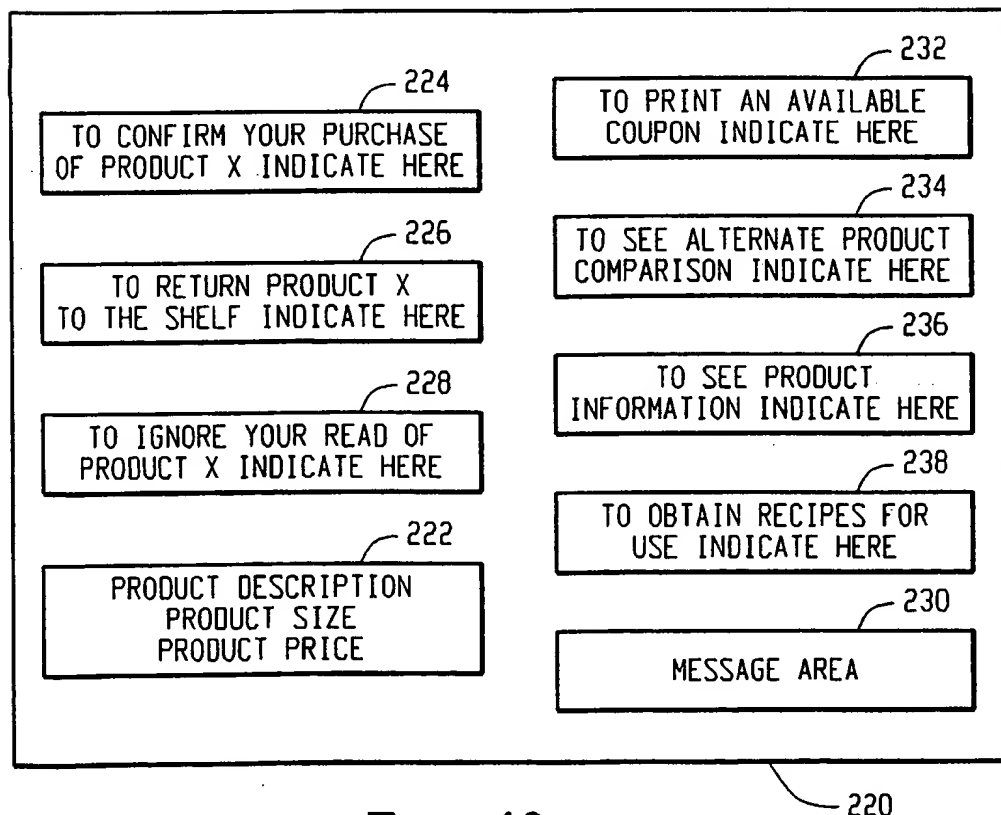 224
TO CONFIRM YOUR PURCHASE
OF PRODUCT X INDICATE HERE
226
TO RETURN PRODUCT X
TO THE SHELF INDICATE HERE
228
TO IGNORE YOUR READ OF
PRODUCT X INDICATE HERE
222
PRODUCT DESCRIPTION
PRODUCT SIZE
PRODUCT PRICE
232
TO PRINT AN AVAILABLE
COUPON INDICATE HERE
234
TO SEE ALTERNATE PRODUCT
COMPARISON INDICATE HERE
236
TO SEE PRODUCT
INFORMATION INDICATE HERE
238
TO OBTAIN RECIPES FOR
USE INDICATE HERE
230
MESSAGE AREA
220